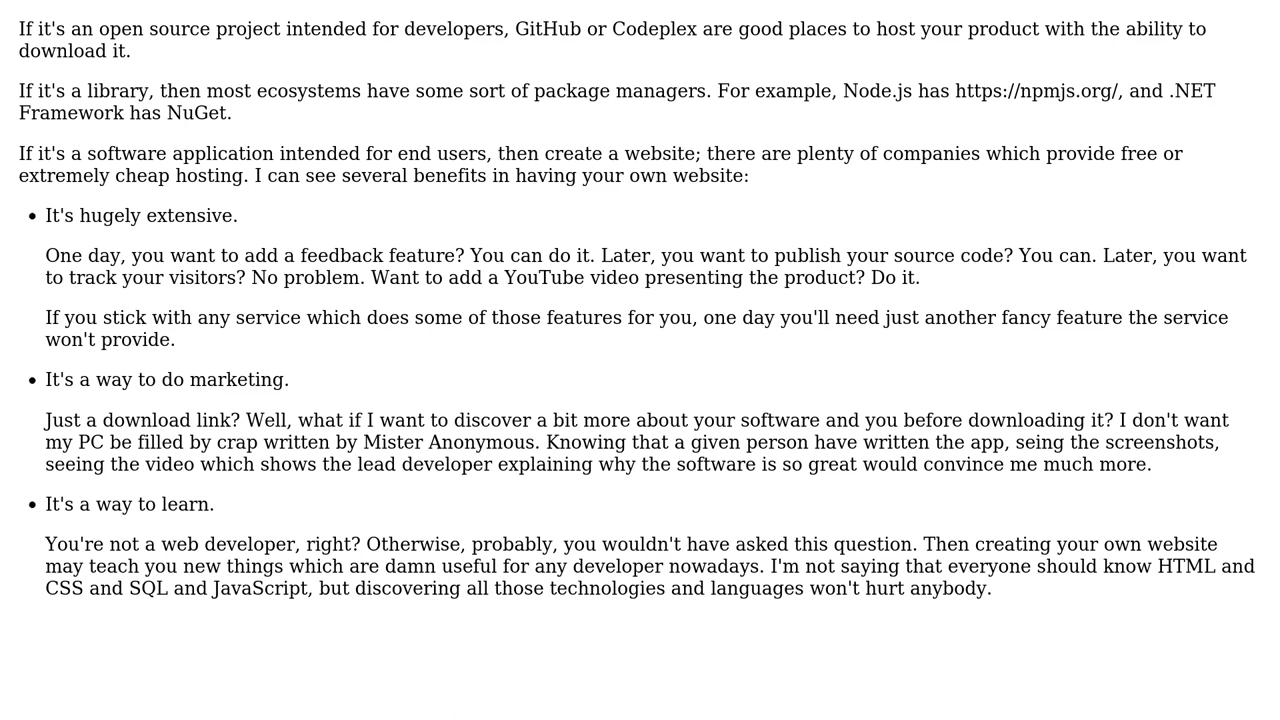 If it's an open source project intended for developers, GitHub or Codeplex are good places to host your product with the ability to
download it.
If it's a library, then most ecosystems have some sort of package managers. For example, Node.js has https://npmjs.org/, and .NET
Framework has NuGet.
If it's a software application intended for end users, then create a website; there are plenty of companies which provide free or
extremely cheap hosting. I can see several benefits in having your own website:
• It's hugely extensive.
One day, you want to add a feedback feature? You can do it. Later, you want to publish your source code? You can. Later, you want
to track your visitors? No problem. Want to add a YouTube video presenting the product? Do it.
If you stick with any service which does some of those features for you, one day you'll need just another fancy feature the service
won't provide.
• It's a way to do marketing.
Just a download link? Well, what if I want to discover a bit more about your software and you before downloading it? I don't want
my PC be filled by crap written by Mister Anonymous. Knowing that a given person have written the app, seing the screenshots,
seeing the video which shows the lead developer explaining why the software is so great would convince me much more.
• It's a way to learn.
You're not a web developer, right? Otherwise, probably, you wouldn't have asked this question. Then creating your own website
may teach you new things which are damn useful for any developer nowadays. I'm not saying that everyone should know HTML and
CSS and SQL and JavaScript, but discovering all those technologies and languages won't hurt anybody.